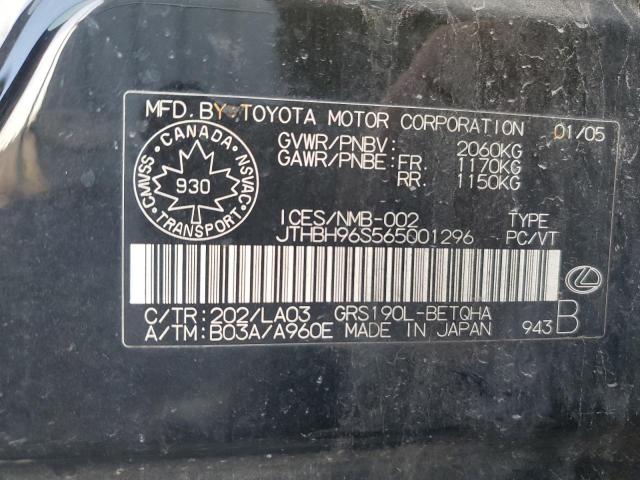 MFD. BY TOYOTA MOTOR CORPORATION 01/05
GVWR/PNBV: 2060KG
GAWR/PNBE: FR 1170KG
RR 1150KG
CANADA
CMVSS NSVAC
930
TRANSPORT
ICES/NMB-002 TYPE
JTHBH96S565001296 PC/VT
C/TR: 202/LA03 GRS190L-BETQHA
A/TM: B03A/A960E MADE IN JAPAN 943 B